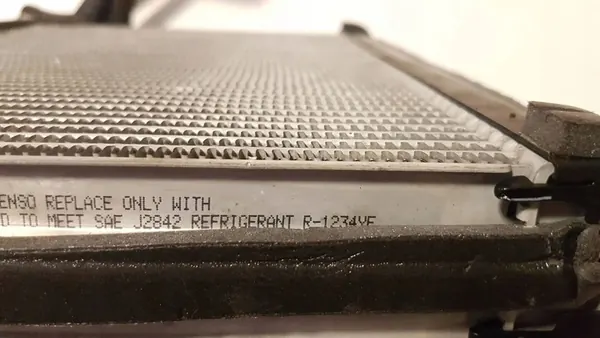 ENSO REPLACE ONLY WITH
D TO MEET SAE J2842 REFRIGERANT R-1234YF